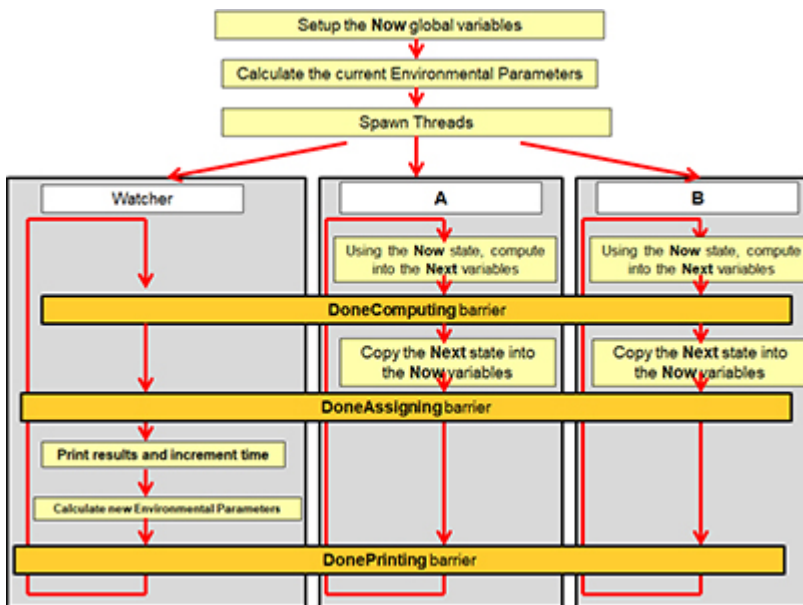 Setup the Now global variables
Calculate the current Environmental Parameters
Spawn Threads
Watcher
A
B
Using the Now state, compute
into the Next variables
Using the Now state, compute
into the Next variables
DoneComputing barrier
Copy the Next state into
the Now variables
Copy the Next state into
the Now variables
DoneAssigning barrier
Print results and increment time
Calculate new Environmental Parameters
DonePrinting barrier